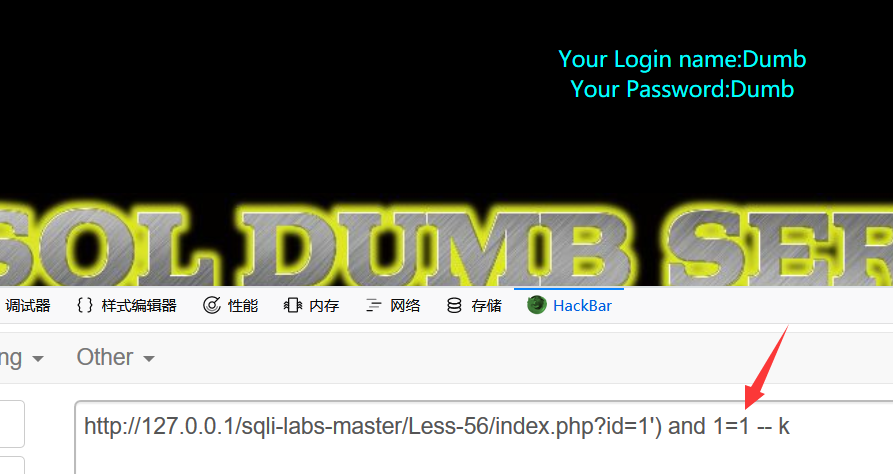 Your Login name:Dumb
Your Password:Dumb
SQL DUMB SER
调试器 {} 样式编辑器 性能 内存 网络 存储 HackBar
ng Other
http://127.0.0.1/sqli-labs-master/Less-56/index.php?id=1') and 1=1 -- k